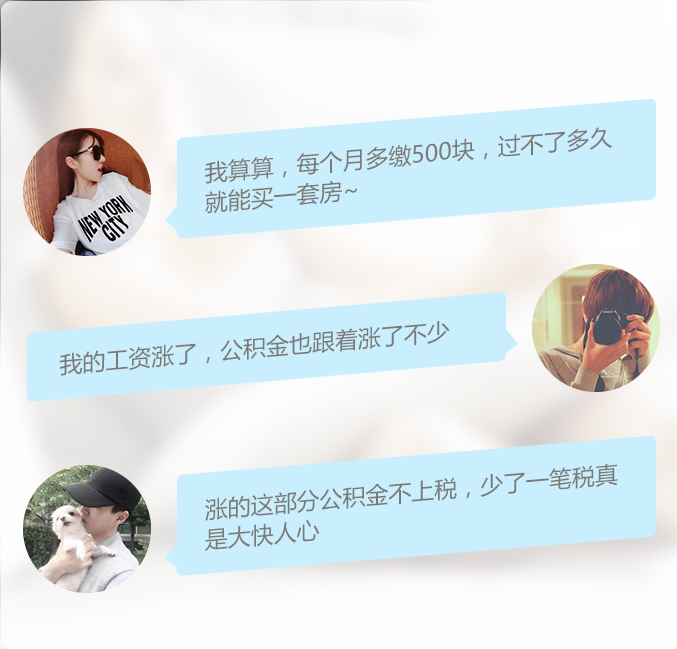 我算算，每个月多缴500块，过不了多久
就能买一套房~
NEW YORK
CITY
我的工资涨了，公积金也跟着涨了不少
涨的这部分公积金不上税，少了一笔税真
是大快人心